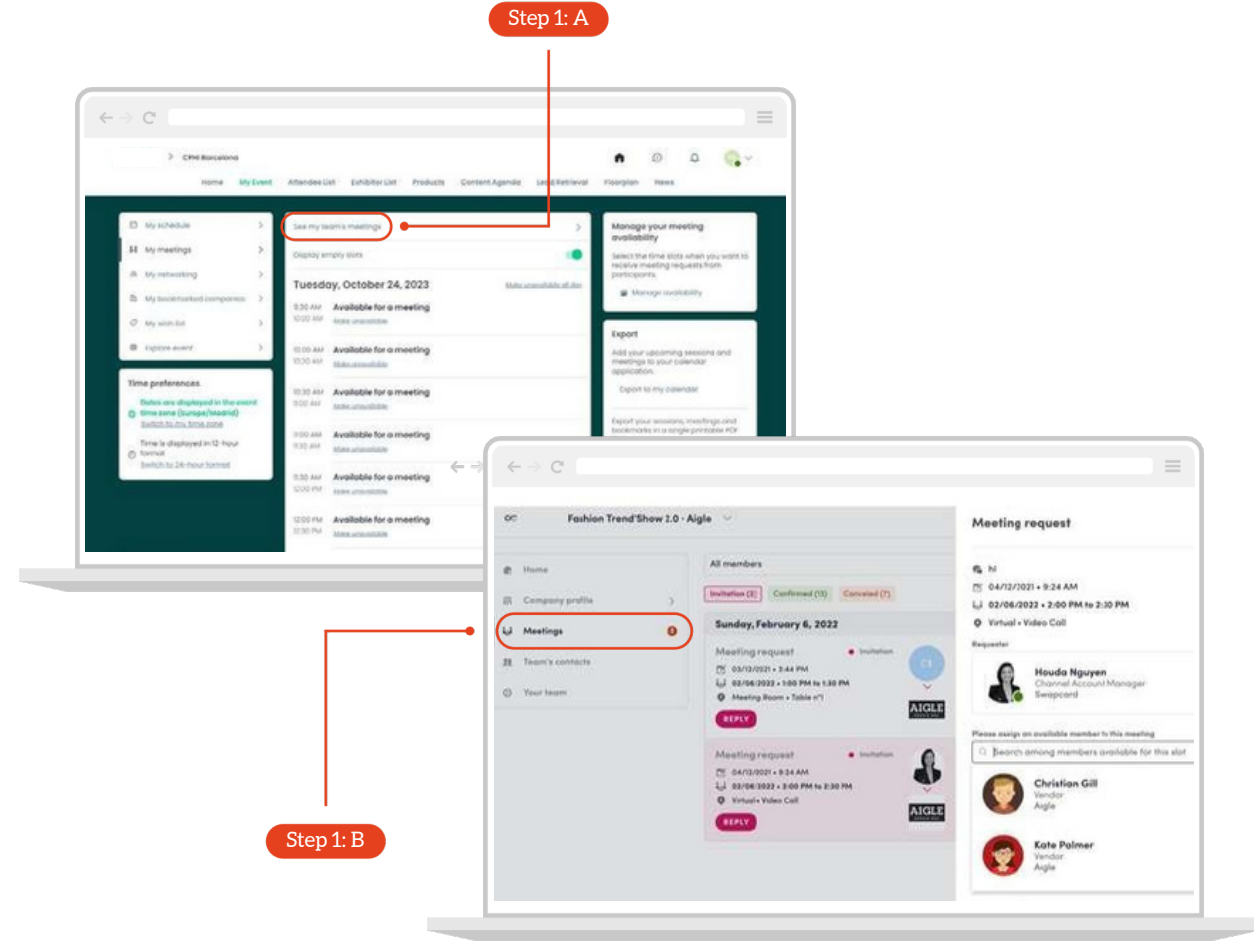 Step 1: A
CPHI Barcelona
Home My Event Attendee List Exhibitor List Products Content Agenda Lead Retrieval Floorplan News
My schedule
My meetings
My networking
My bookmarked companies
My wish list
Explore event
Time preferences
Dates are displayed in the event
time zone (Europe/Madrid)
Switch to my time zone
Time is displayed in 12-hour
format
Switch to 24-hour format
See my team's meetings
Display empty slots
Tuesday, October 24, 2023 Make unavailable all day
9:30 AM Available for a meeting
10:00 AM Make unavailable
10:00 AM Available for a meeting
10:30 AM Make unavailable
10:30 AM Available for a meeting
11:00 AM Make unavailable
11:00 AM Available for a meeting
11:30 AM Make unavailable
11:30 AM Available for a meeting
12:00 PM Make unavailable
12:00 PM Available for a meeting
12:30 PM Make unavailable
Manage your meeting
availability
Select the time slots when you want to
receive meeting requests from
participants.
Manage availability
Export
Add your upcoming sessions and
meetings to your calendar
application.
Export to my calendar
Export your sessions, meetings and
bookmarks in a single printable PDF
Fashion Trend'Show 2.0 - Aigle
Home
Company profile
Meetings
Team's contacts
Your team
All members
Invitation (2) Confirmed (13) Canceled (7)
Sunday, February 6, 2022
Meeting request Invitation
03/12/2021 • 3:44 PM
02/06/2022 • 1:00 PM to 1:30 PM
Meeting Room • Table n°1
REPLY
AIGLE
Meeting request Invitation
04/12/2021 • 9:24 AM
02/06/2022 • 2:00 PM to 2:30 PM
Virtual • Video Call
REPLY
AIGLE
Meeting request
hi
04/12/2021 • 9:24 AM
02/06/2022 • 2:00 PM to 2:30 PM
Virtual • Video Call
Requester
Houda Nguyen
Channel Account Manager
Swapcard
Please assign an available member to this meeting
Search among members available for this slot
Christian Gill
Vendor
Aigle
Kate Palmer
Vendor
Aigle
Step 1: B